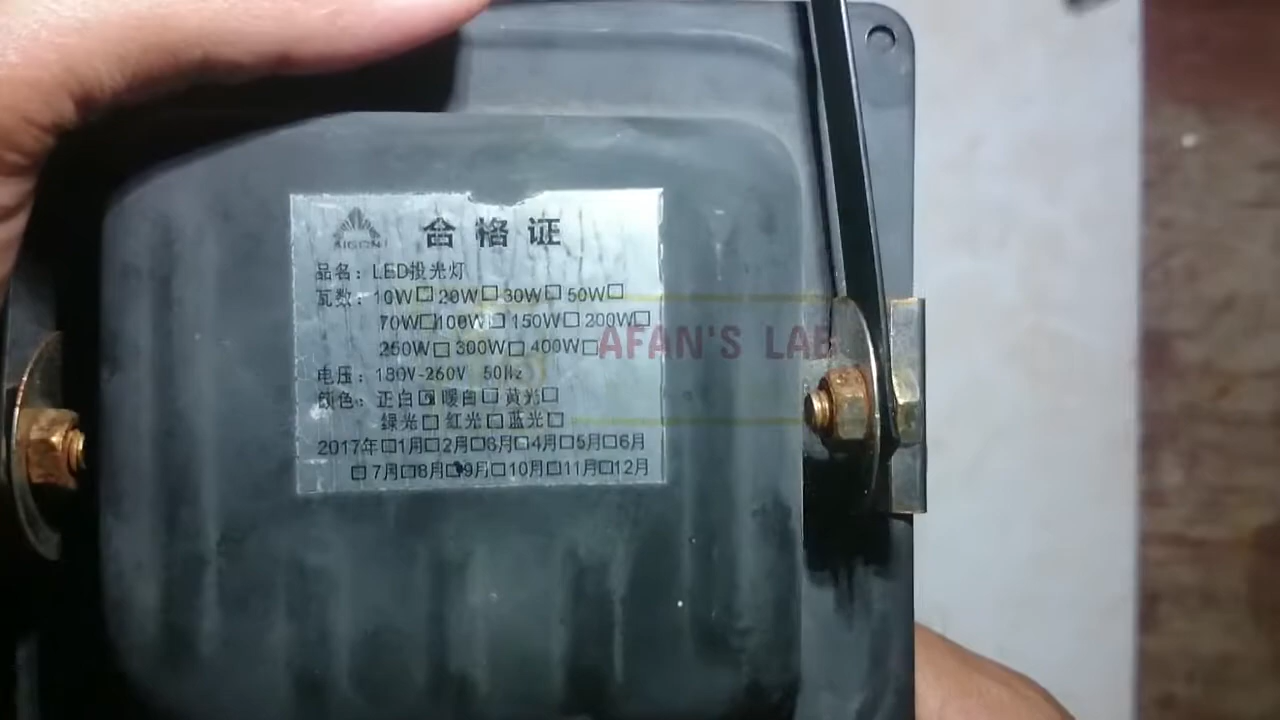 合格证
品名：LED投光灯
瓦数：10W□ 20W□ 30W□ 50W□
70W□ 100W□ 150W□ 200W□
250W□ 300W□ 400W□
AFAN'S LAB
电压：180V-260V 50Hz
颜色：正白☑ 暖白□ 黄光□
绿光□ 红光□ 蓝光□
2017年□1月□2月□3月□4月□5月□6月
□7月□8月□9月□10月□11月□12月